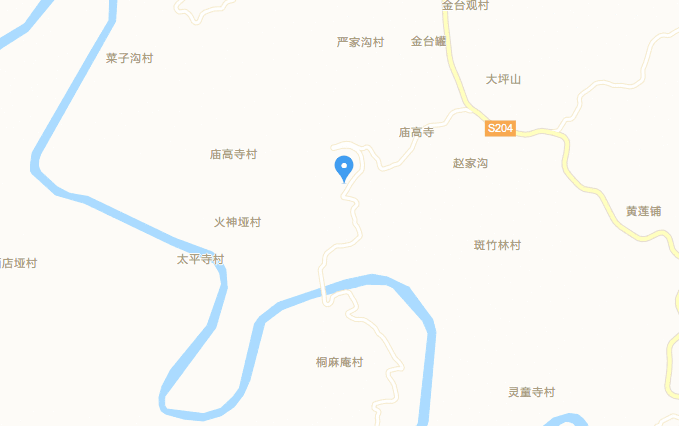 金台观村
严家沟村
金台罐
菜子沟村
大坪山
S204
庙高寺
庙高寺村
赵家沟
黄莲铺
火神垭村
斑竹林村
太平寺村
店垭村
桐麻庵村
灵童寺村